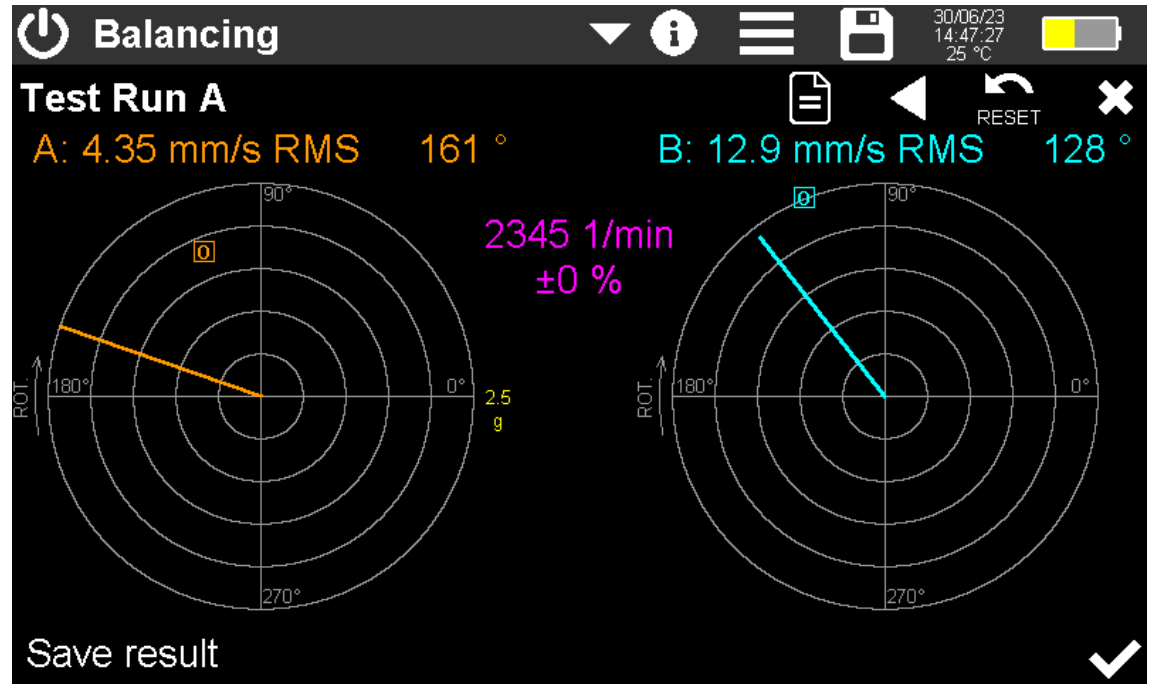 Balancing
30/06/23
14:47:27
25 °C
Test Run A
RESET
A: 4.35 mm/s RMS 161 °
B: 12.9 mm/s RMS 128 °
2345 1/min
±0 %
90°
0
180°
0°
270°
ROT.
2.5
g
90°
0
180°
0°
270°
ROT.
Save result